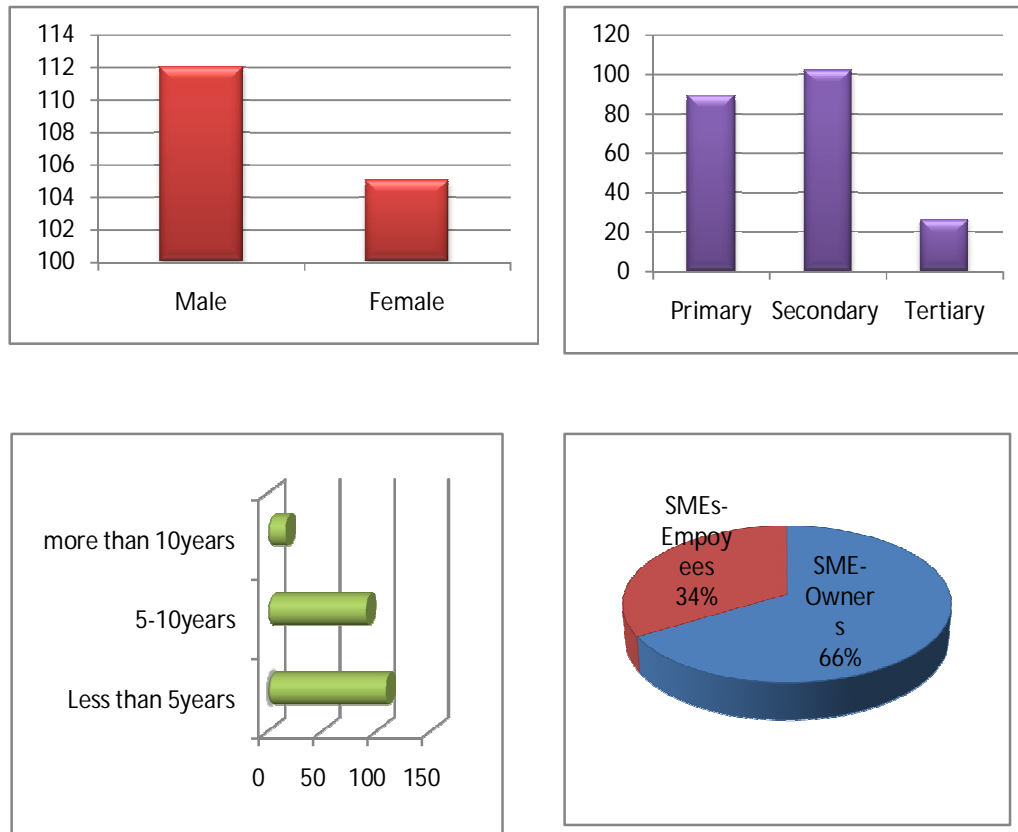 114
112
110
108
106
104
102
100
Male Female
120
100
80
60
40
20
0
Primary Secondary Tertiary
more than 10years
5-10years
Less than 5years
0 50 100 150
SMEs-
Empoy
ees
34%
SME-
Owner
s
66%